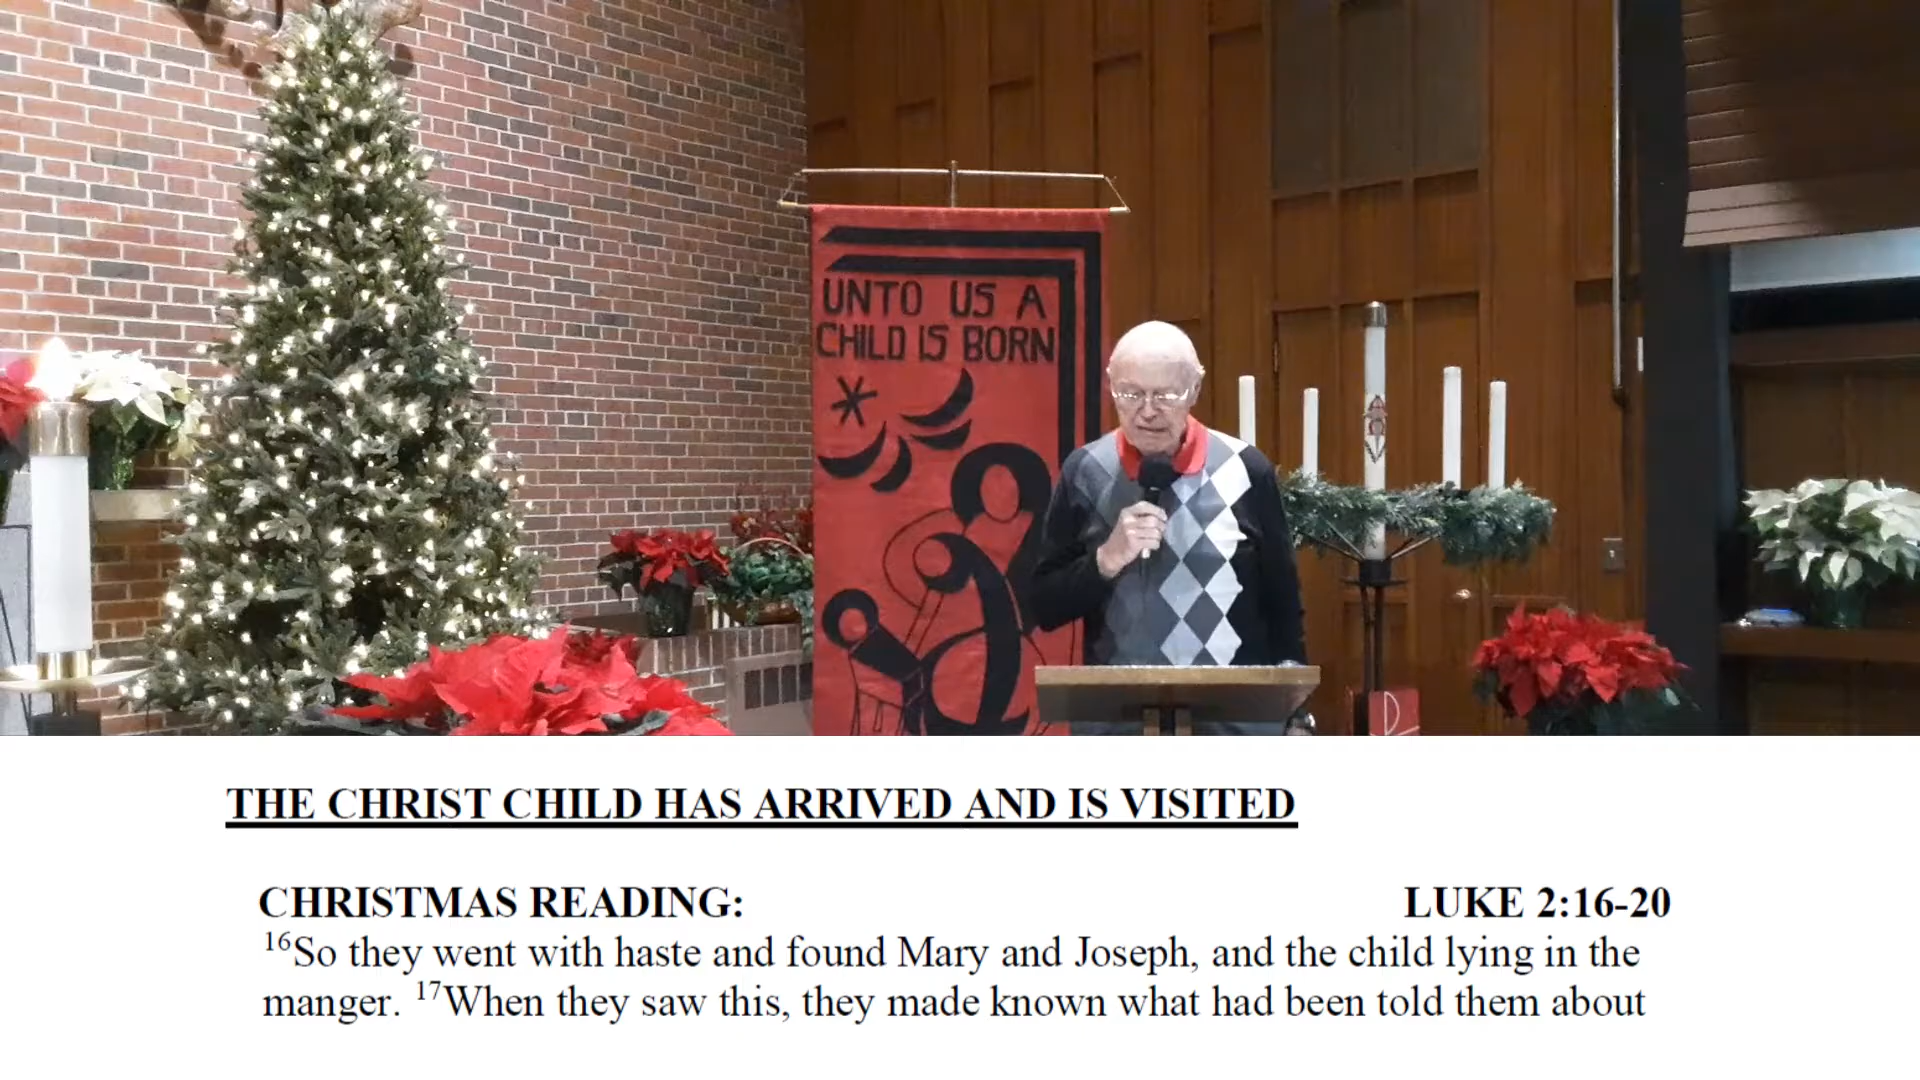 UNTO US A
CHILD IS BORN
THE CHRIST CHILD HAS ARRIVED AND IS VISITED
CHRISTMAS READING: LUKE 2:16-20
¹⁶So they went with haste and found Mary and Joseph, and the child lying in the
manger. ¹⁷When they saw this, they made known what had been told them about